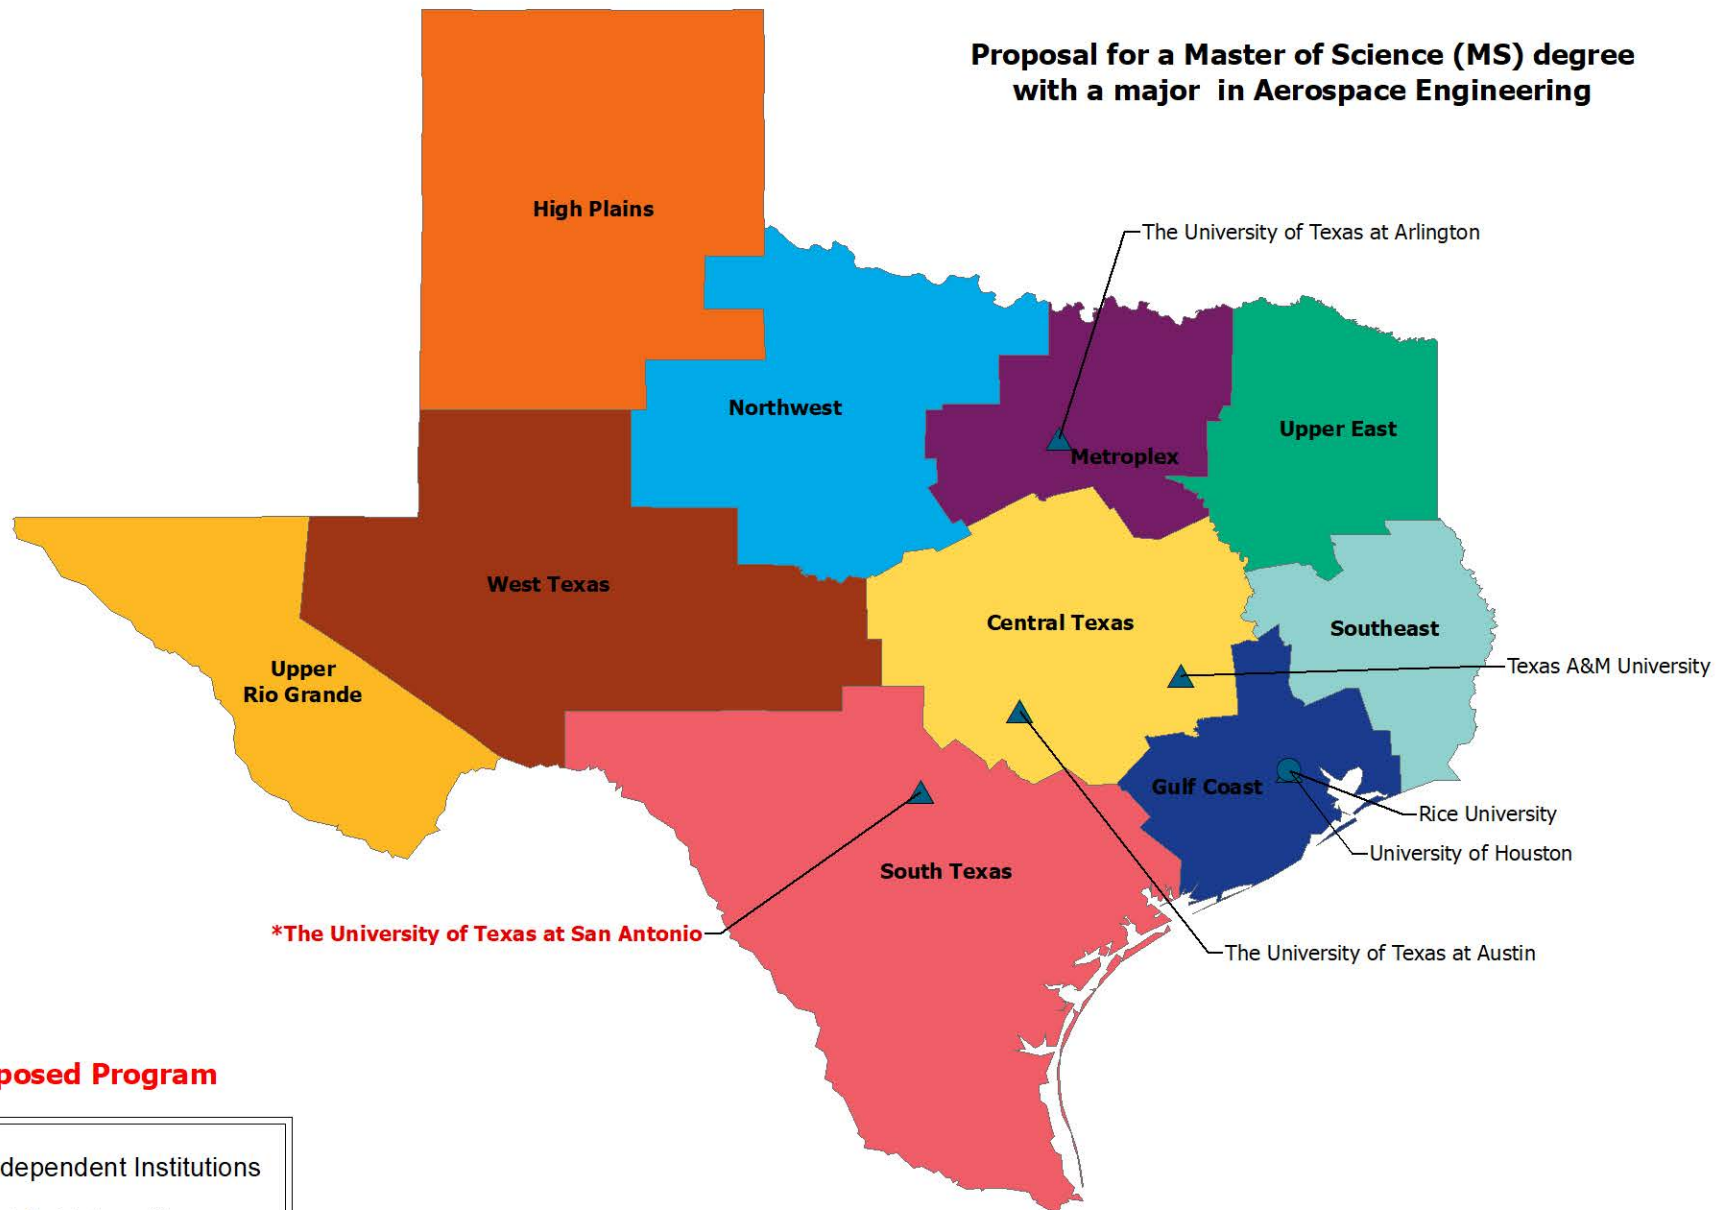 Proposal for a Master of Science (MS) degree
with a major in Aerospace Engineering
High Plains
The University of Texas at Arlington
Northwest
Upper East
Metroplex
West Texas
Central Texas
Southeast
Upper
Rio Grande
Texas A&M University
Gulf Coast
Rice University
University of Houston
South Texas
*The University of Texas at San Antonio
The University of Texas at Austin
posed Program
dependent Institutions